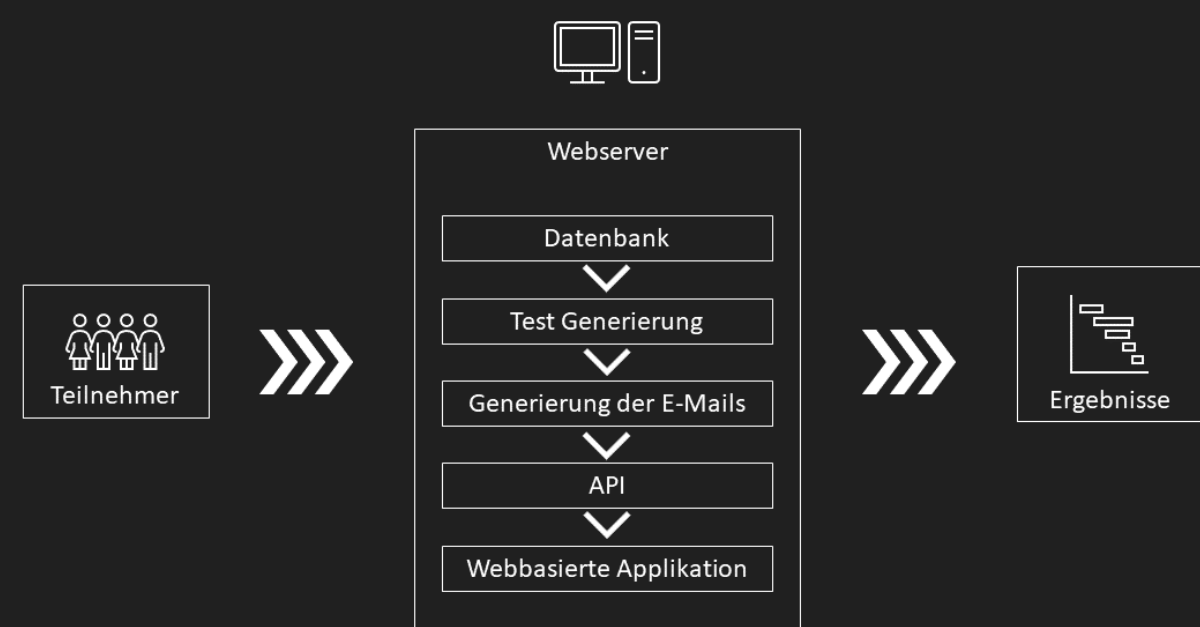 Webserver
Datenbank
Test Generierung
Generierung der E-Mails
API
Webbasierte Applikation
Teilnehmer
Ergebnisse